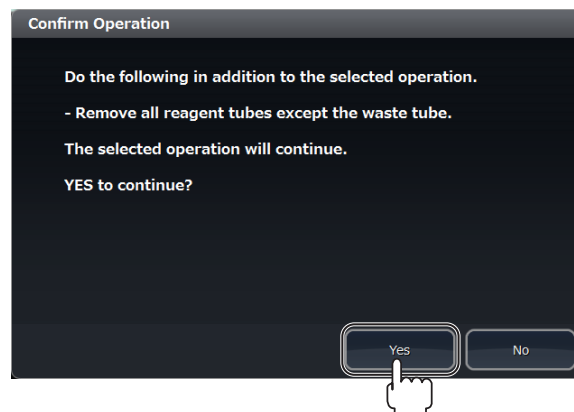 Confirm Operation
Do the following in addition to the selected operation.
- Remove all reagent tubes except the waste tube.
The selected operation will continue.
YES to continue?
Yes
No